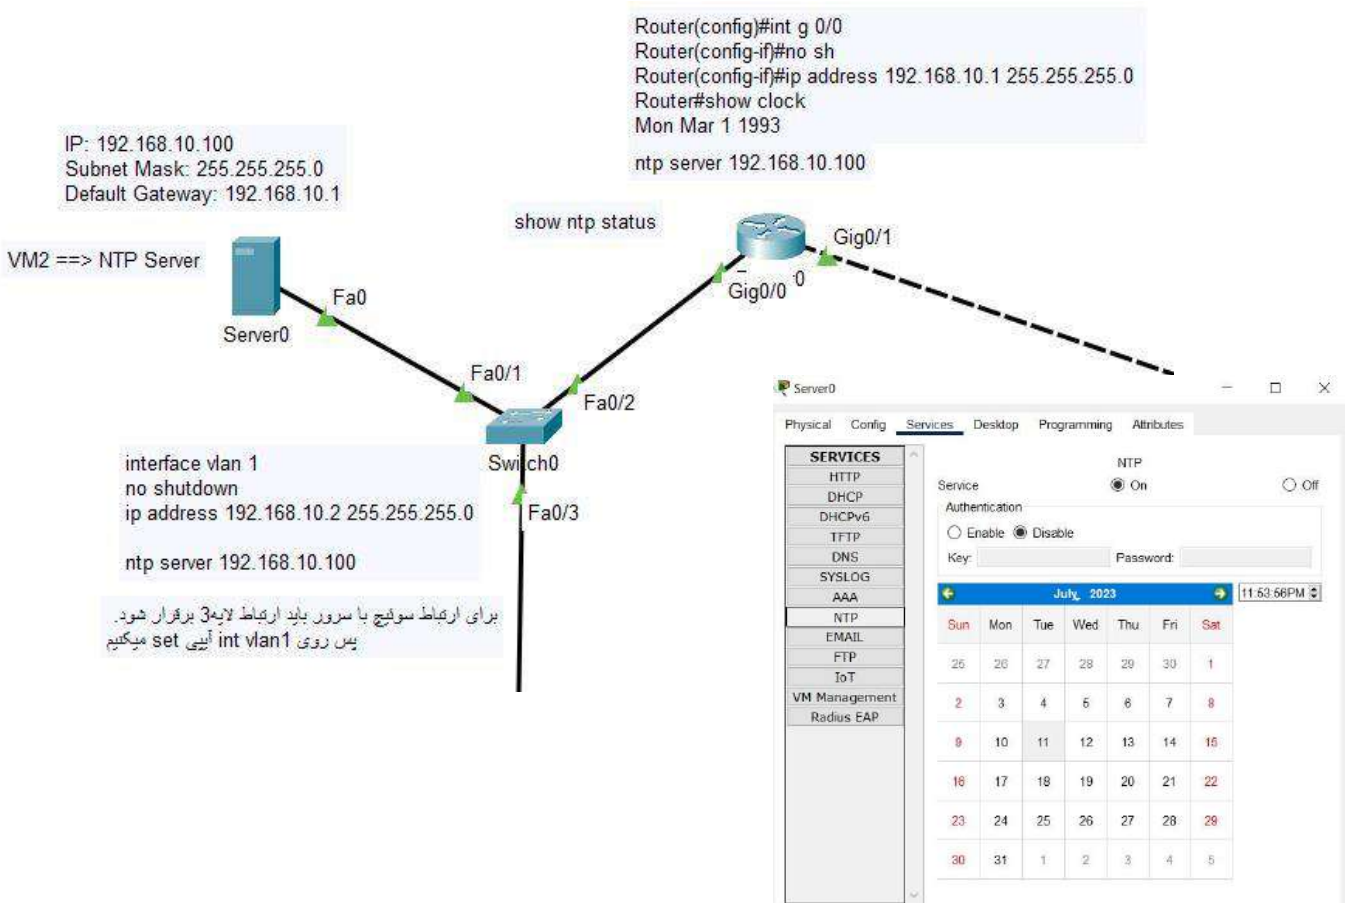 Router(config)#int g 0/0
Router(config-if)#no sh
Router(config-if)#ip address 192.168.10.1 255.255.255.0
Router#show clock
Mon Mar 1 1993
ntp server 192.168.10.100
IP: 192.168.10.100
Subnet Mask: 255.255.255.0
Default Gateway: 192.168.10.1
show ntp status
VM2 ==> NTP Server
Gig0/1
Gig0/0
0
Fa0
Server0
Fa0/1
Fa0/2
Switch0
Fa0/3
interface vlan 1
no shutdown
ip address 192.168.10.2 255.255.255.0
ntp server 192.168.10.100
برای ارتباط سوئیچ با سرور باید ارتباط لایه3 برقرار شود.
پس روی int vlan1 آیپی set میکنیم
Server0
Physical Config Services Desktop Programming Attributes
SERVICES
HTTP
DHCP
DHCPv6
TFTP
DNS
SYSLOG
AAA
NTP
EMAIL
FTP
IoT
VM Management
Radius EAP
NTP
Service On Off
Authentication
Enable Disable
Key: Password:
July, 2023 11:53:56PM
Sun Mon Tue Wed Thu Fri Sat
25 26 27 28 29 30 1
2 3 4 5 6 7 8
9 10 11 12 13 14 15
16 17 18 19 20 21 22
23 24 25 26 27 28 29
30 31 1 2 3 4 5